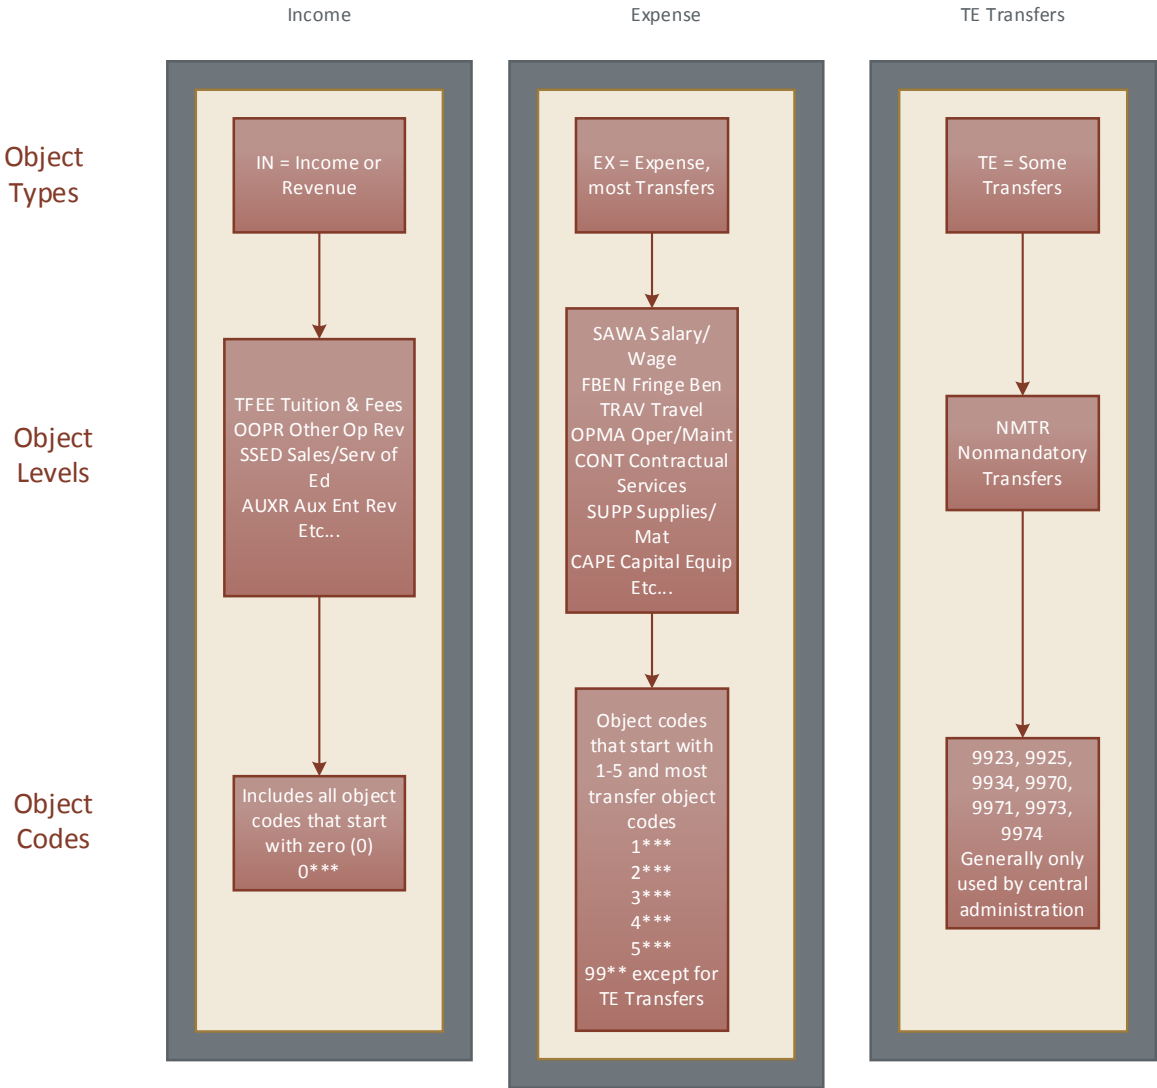 Income
Expense
TE Transfers
Object
Types
IN = Income or
Revenue
EX = Expense,
most Transfers
TE = Some
Transfers
Object
Levels
TFEE Tuition & Fees
OOPR Other Op Rev
SSED Sales/Serv of
Ed
AUXR Aux Ent Rev
Etc...
SAWA Salary/
Wage
FBEN Fringe Ben
TRAV Travel
OPMA Oper/Maint
CONT Contractual
Services
SUPP Supplies/
Mat
CAPE Capital Equip
Etc...
NMTR
Nonmandatory
Transfers
Object
Codes
Includes all object
codes that start
with zero (0)
0***
Object codes
that start with
1-5 and most
transfer object
codes
1***
2***
3***
4***
5***
99** except for
TE Transfers
9923, 9925,
9934, 9970,
9971, 9973,
9974
Generally only
used by central
administration